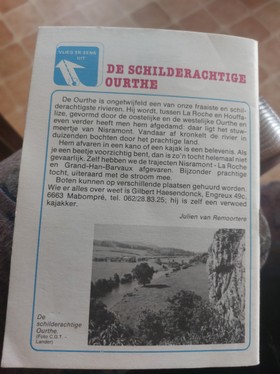 VLIEG ER EENS
UIT
DE SCHILDERACHTIGE
OURTHE
De Ourthe is ongetwijfeld een van onze fraaiste en schil-
derachtigste rivieren. Hij wordt, tussen La Roche en Houffa-
lize, gevormd door de oostelijke en de westelijke Ourthe en
even verder heeft men hem afgedamd: daar ligt het stuw-
meertje van Nisramont. Vandaar af kronkelt de rivier in
duizenden bochten door het prachtige land.
Hem afvaren in een kano of een kajak is een belevenis. Als
je een beetje voorzichtig bent, dan is zo'n tocht helemaal niet
gevaarlijk. Zelf hebben we de trajecten Nisramont - La Roche
en Grand-Han-Barvaux afgevaren. Bijzonder prachtige
tocht, uiteraard met de stroom mee.
Boten kunnen op verschillende plaatsen gehuurd worden.
Wie er alles over weet is Gilbert Haesendonck, Engreux 49c,
6663 Mabompré, tel. 062/28.83.25; hij is zelf een verwoed
kajakker.
Julien van Remoortere
De
schilderachtige
Ourthe.
(Foto C.G.T. -
Lander)